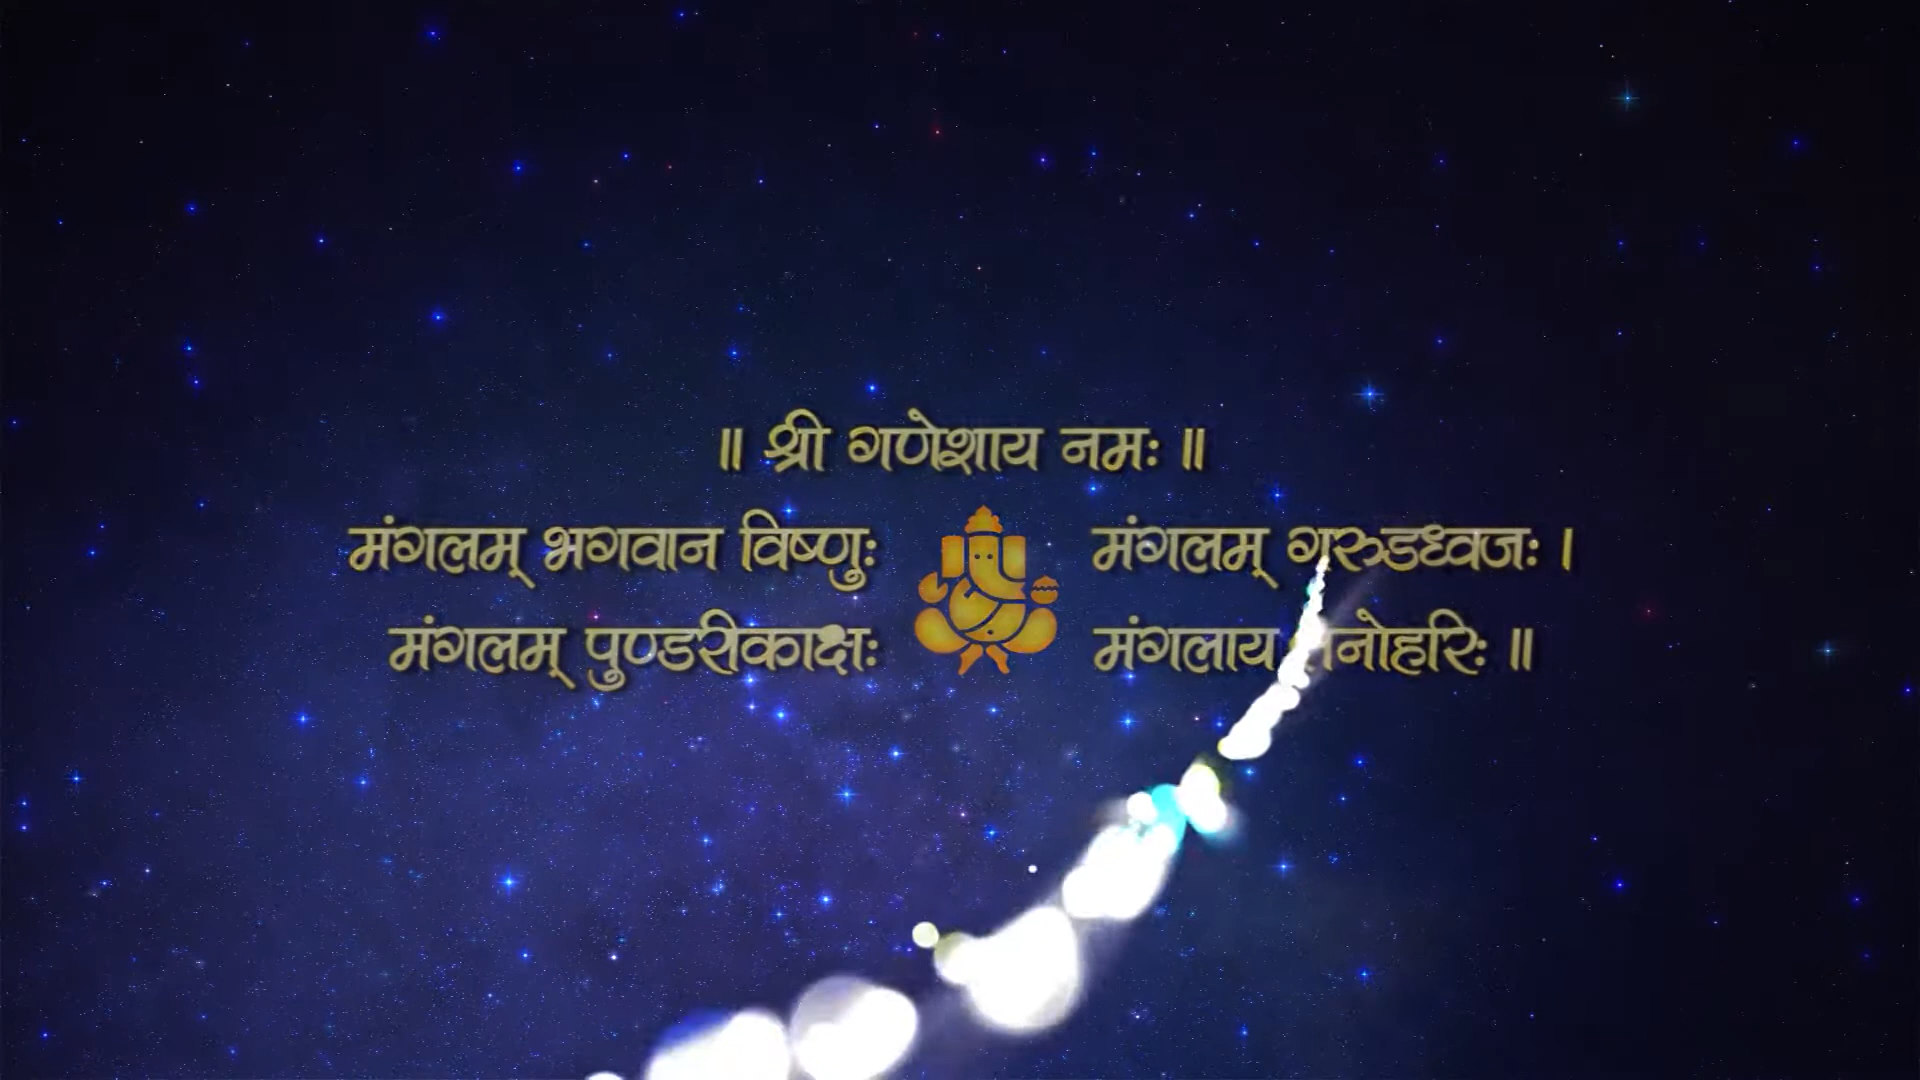 ॥ श्री गणेशाय नमः ॥
मंगलम् भगवान विष्णुः मंगलम् गरुडध्वजः ।
मंगलम् पुण्डरीकाक्षः मंगलाय ॥